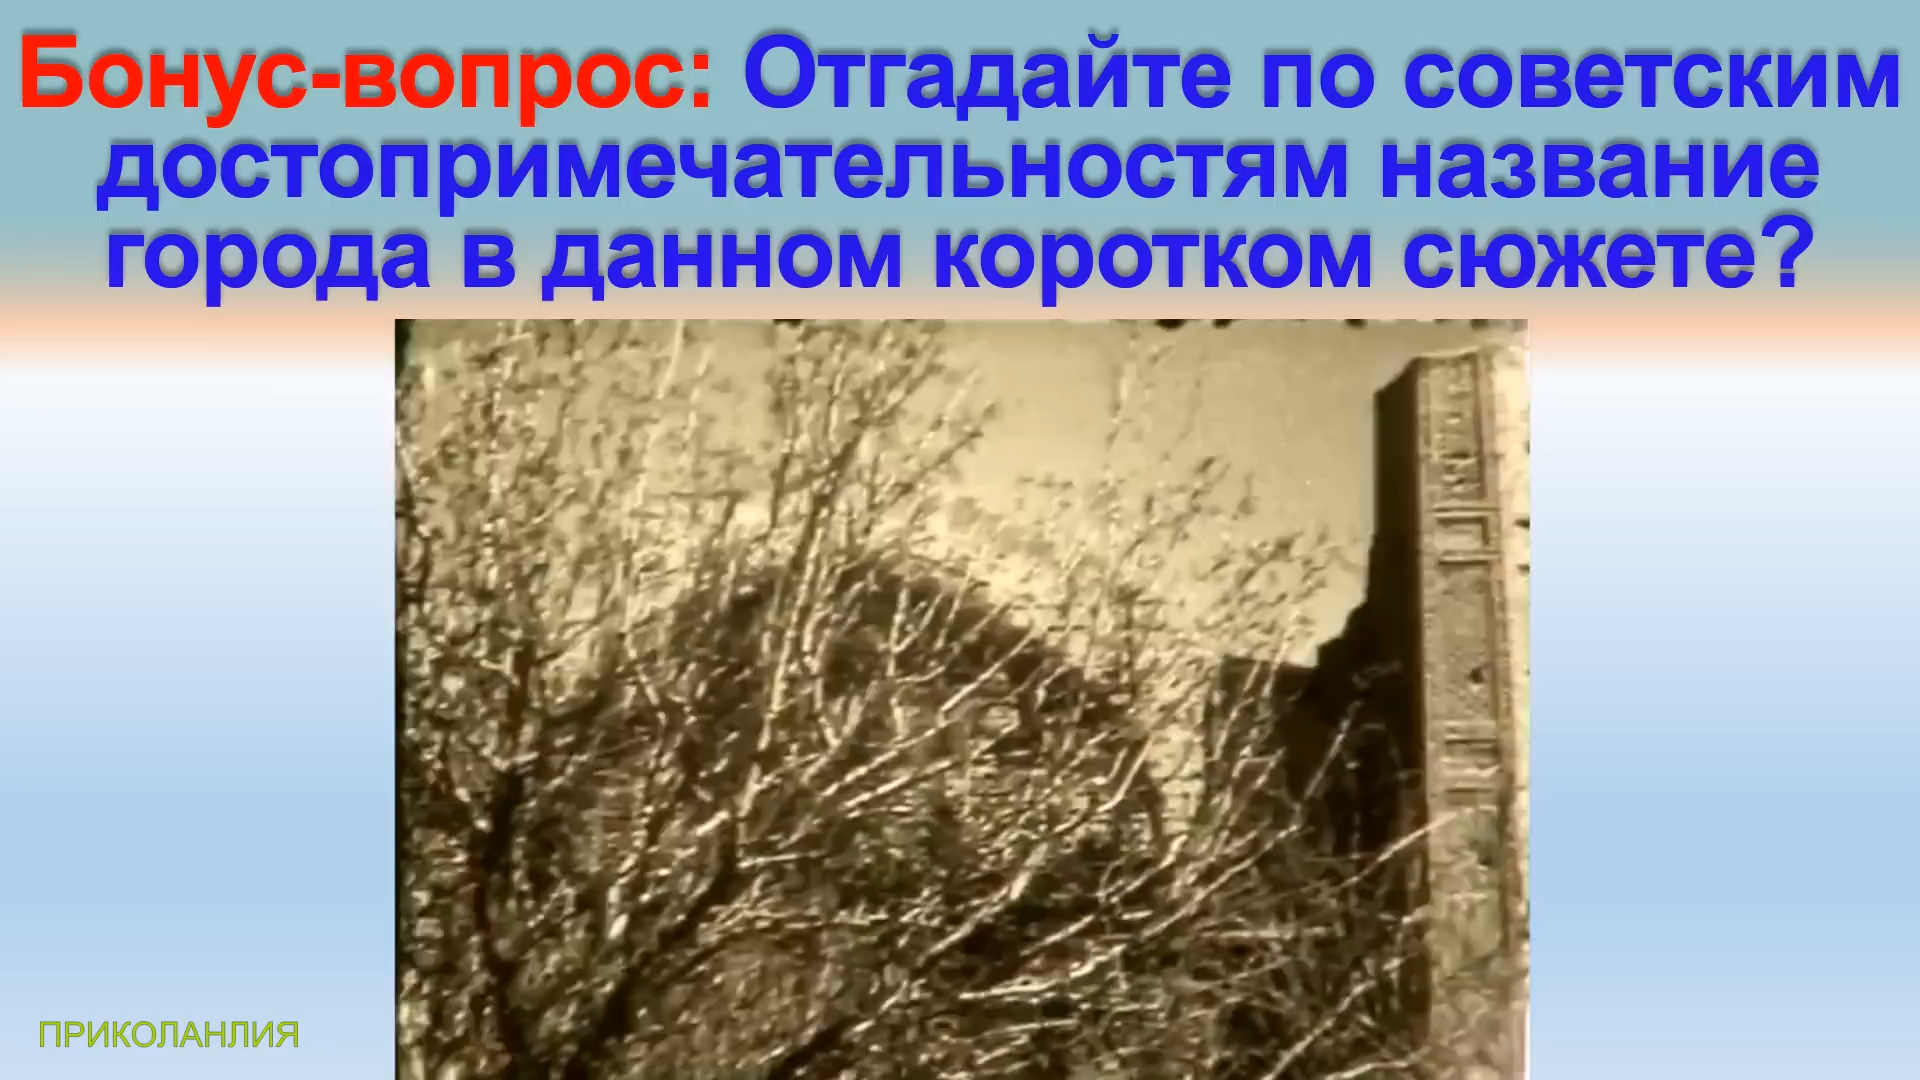 Бонус-вопрос: Отгадайте по советским
достопримечательностям название
города в данном коротком сюжете?
ПРИКОЛАНЛИЯ